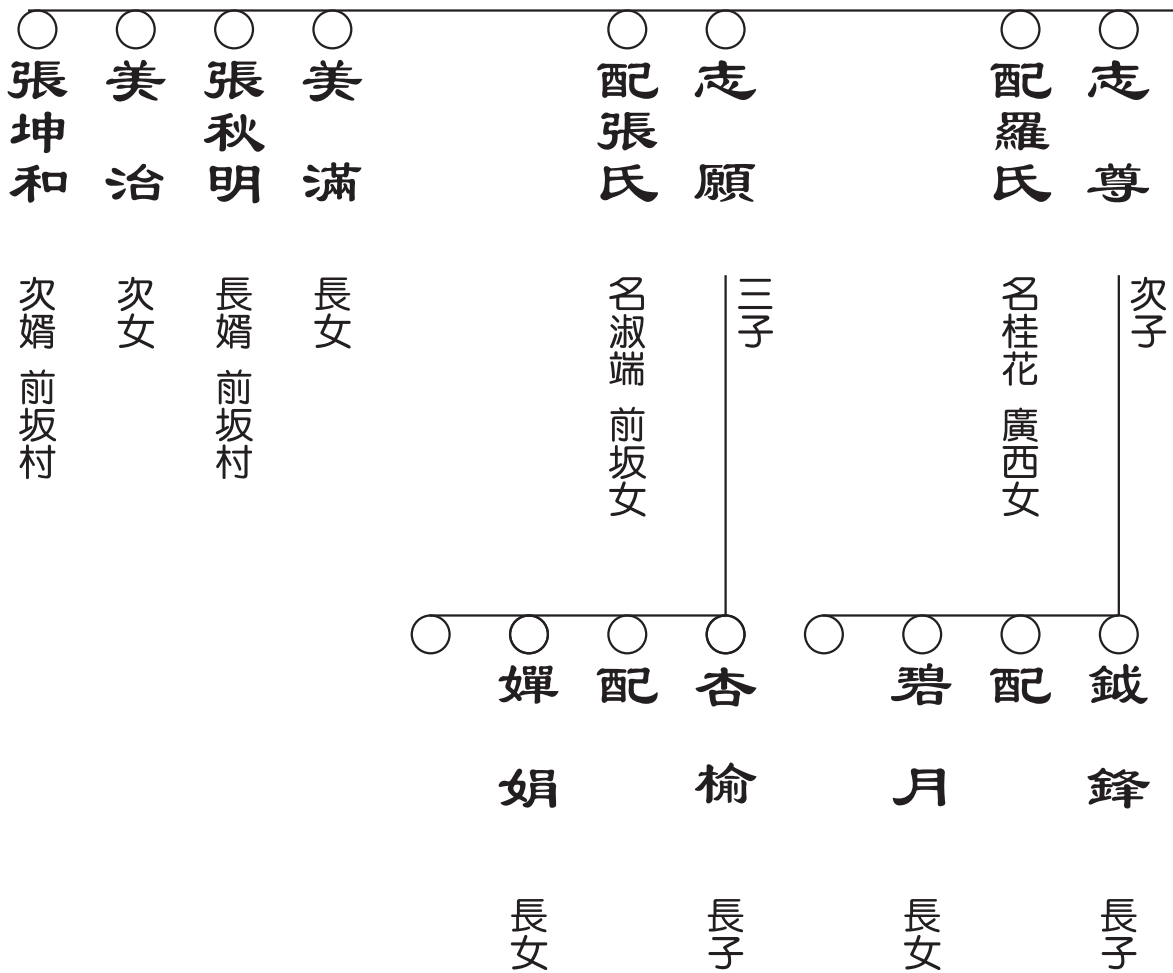 志尊
次子
配羅氏
名桂花 廣西女
志願
三子
配張氏
名淑端 前坂女
美滿
長女
張秋明
長婿 前坂村
美治
次女
張坤和
次婿 前坂村
鉞鋒
長子
配
碧月
長女
杏榆
長子
配
嬋娟
長女